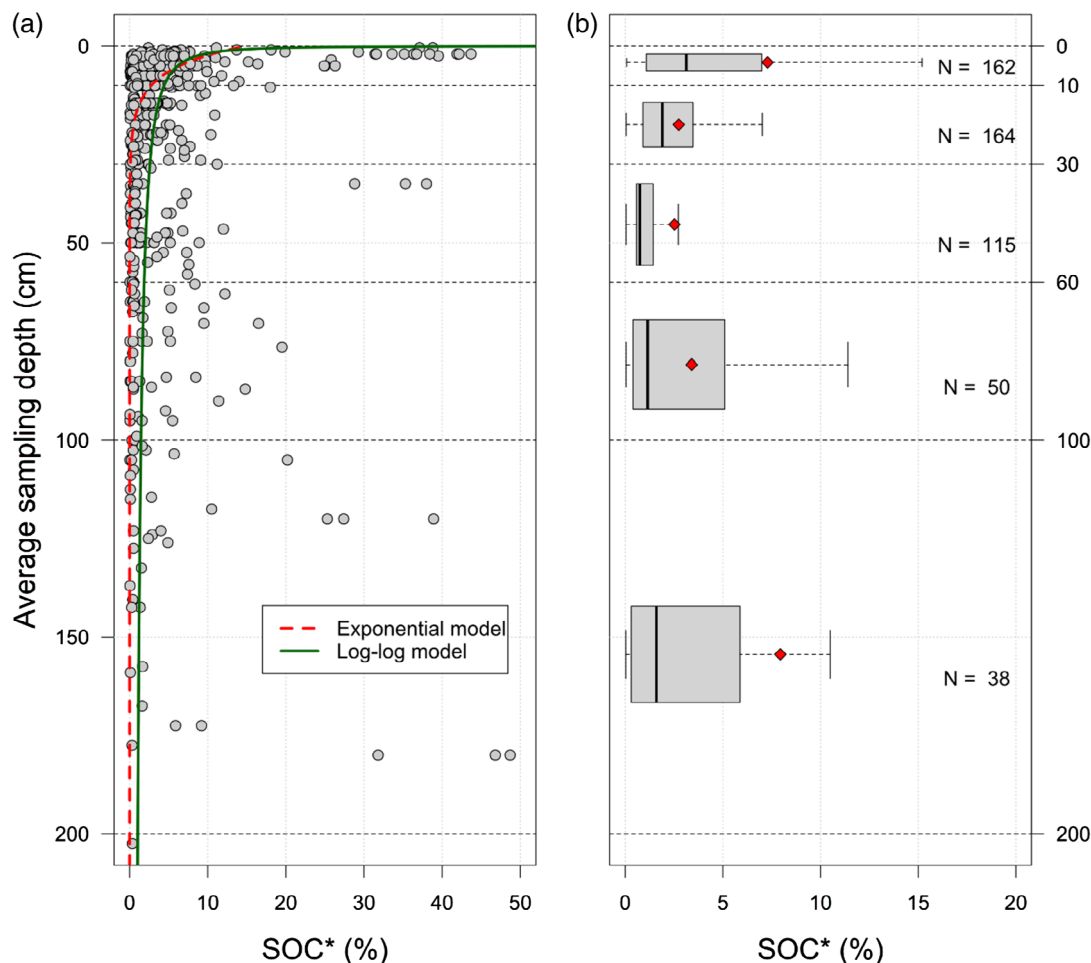 (a)
0
50
100
150
200
Average sampling depth (cm)
Exponential model
Log-log model
0 10 20 30 40 50
SOC* (%)
(b)
N = 162
N = 164
N = 115
N = 50
N = 38
0
10
30
60
100
200
0 5 10 15 20
SOC* (%)